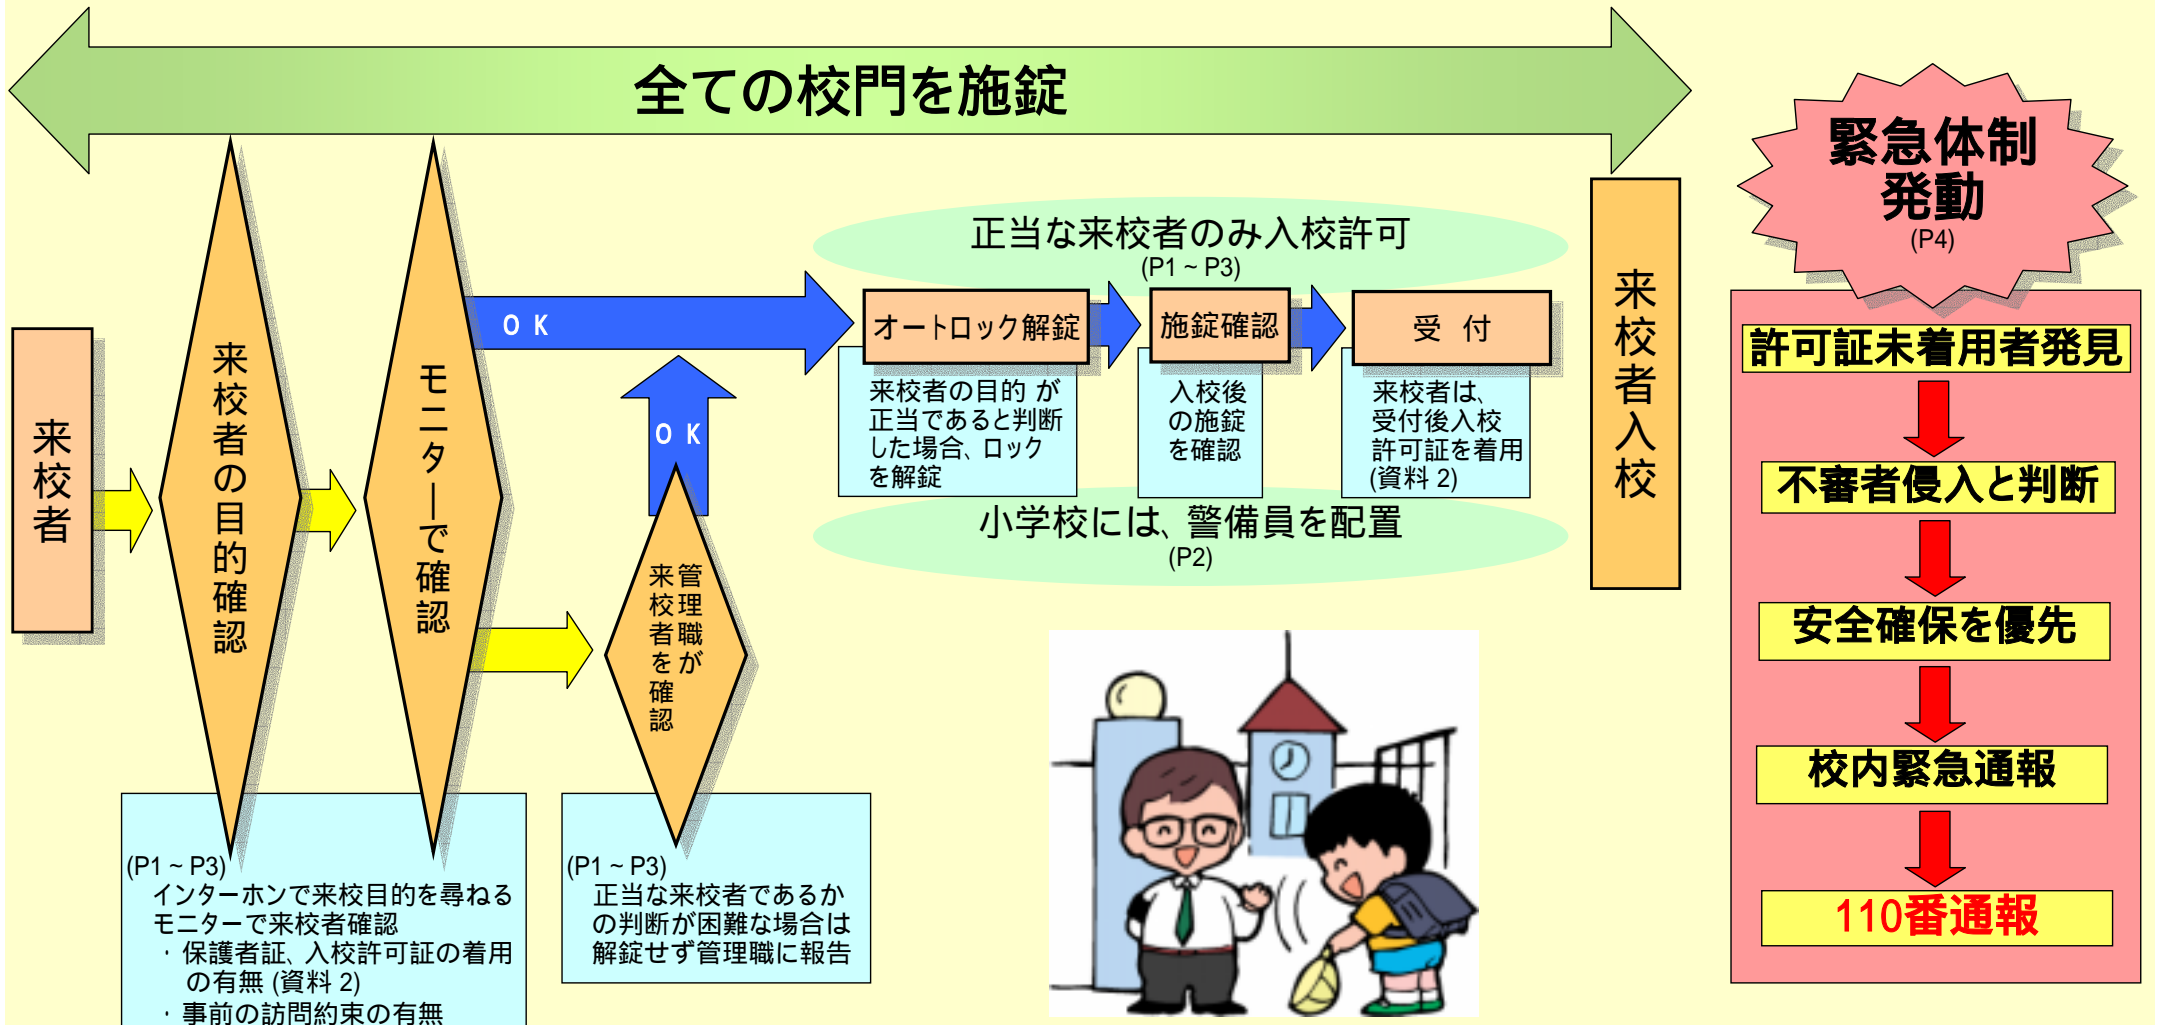 全ての校門を施錠
来校者
来校者の目的確認
モニターで確認
OK
OK
管理職が
来校者を確認
正当な来校者のみ入校許可
(P1～P3)
オートロック解錠
来校者の目的 が
正当であると判断
した場合、ロック
を解錠
施錠確認
入校後
の施錠
を確認
受 付
来校者は、
受付後入校
許可証を着用
(資料 2)
小学校には、警備員を配置
(P2)
来校者入校
(P1～P3)
インターホンで来校目的を尋ねる
モニターで来校者確認
・保護者証、入校許可証の着用
の有無 (資料 2)
・事前の訪問約束の有無
(P1～P3)
正当な来校者であるか
の判断が困難な場合は
解錠せず管理職に報告
緊急体制
発動
(P4)
許可証未着用者発見
不審者侵入と判断
安全確保を優先
校内緊急通報
110番通報